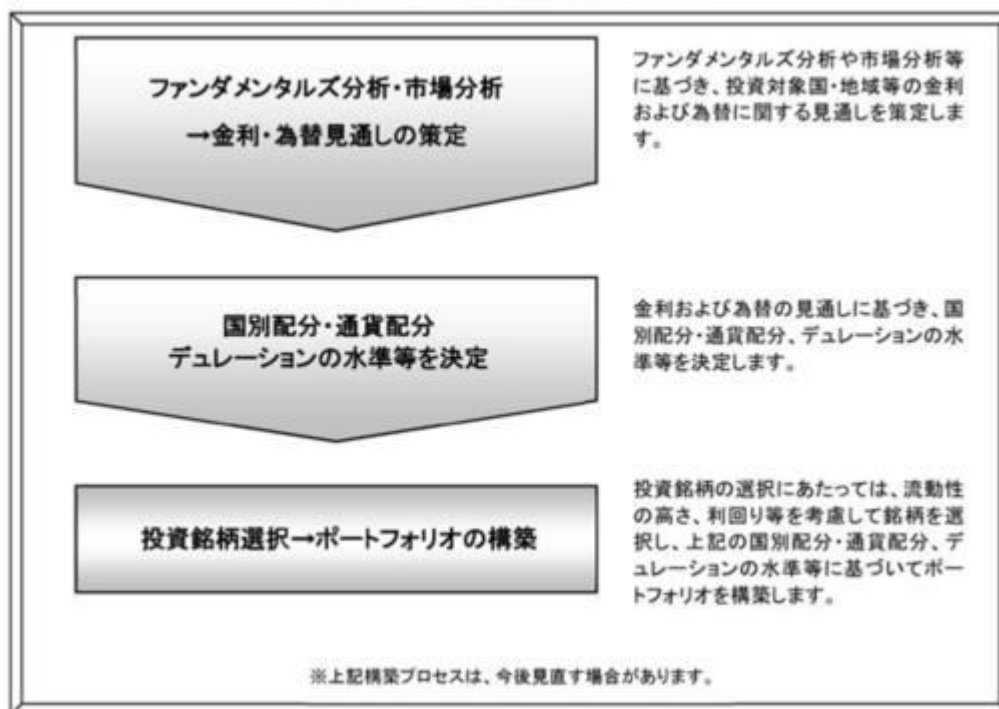 ファンダメンタルズ分析・市場分析
→金利・為替見通しの策定
ファンダメンタルズ分析や市場分析等
に基づき、投資対象国・地域等の金利
および為替に関する見通しを策定しま
す。
国別配分・通貨配分
デュレーションの水準等を決定
金利および為替の見通しに基づき、国
別配分・通貨配分、デュレーションの水
準等を決定します。
投資銘柄選択→ポートフォリオの構築
投資銘柄の選択にあたっては、流動性
の高さ、利回り等を考慮して銘柄を選
択し、上記の国別配分・通貨配分、デ
ュレーションの水準等に基づいてポー
トフォリオを構築します。
※上記構築プロセスは、今後見直す場合があります。